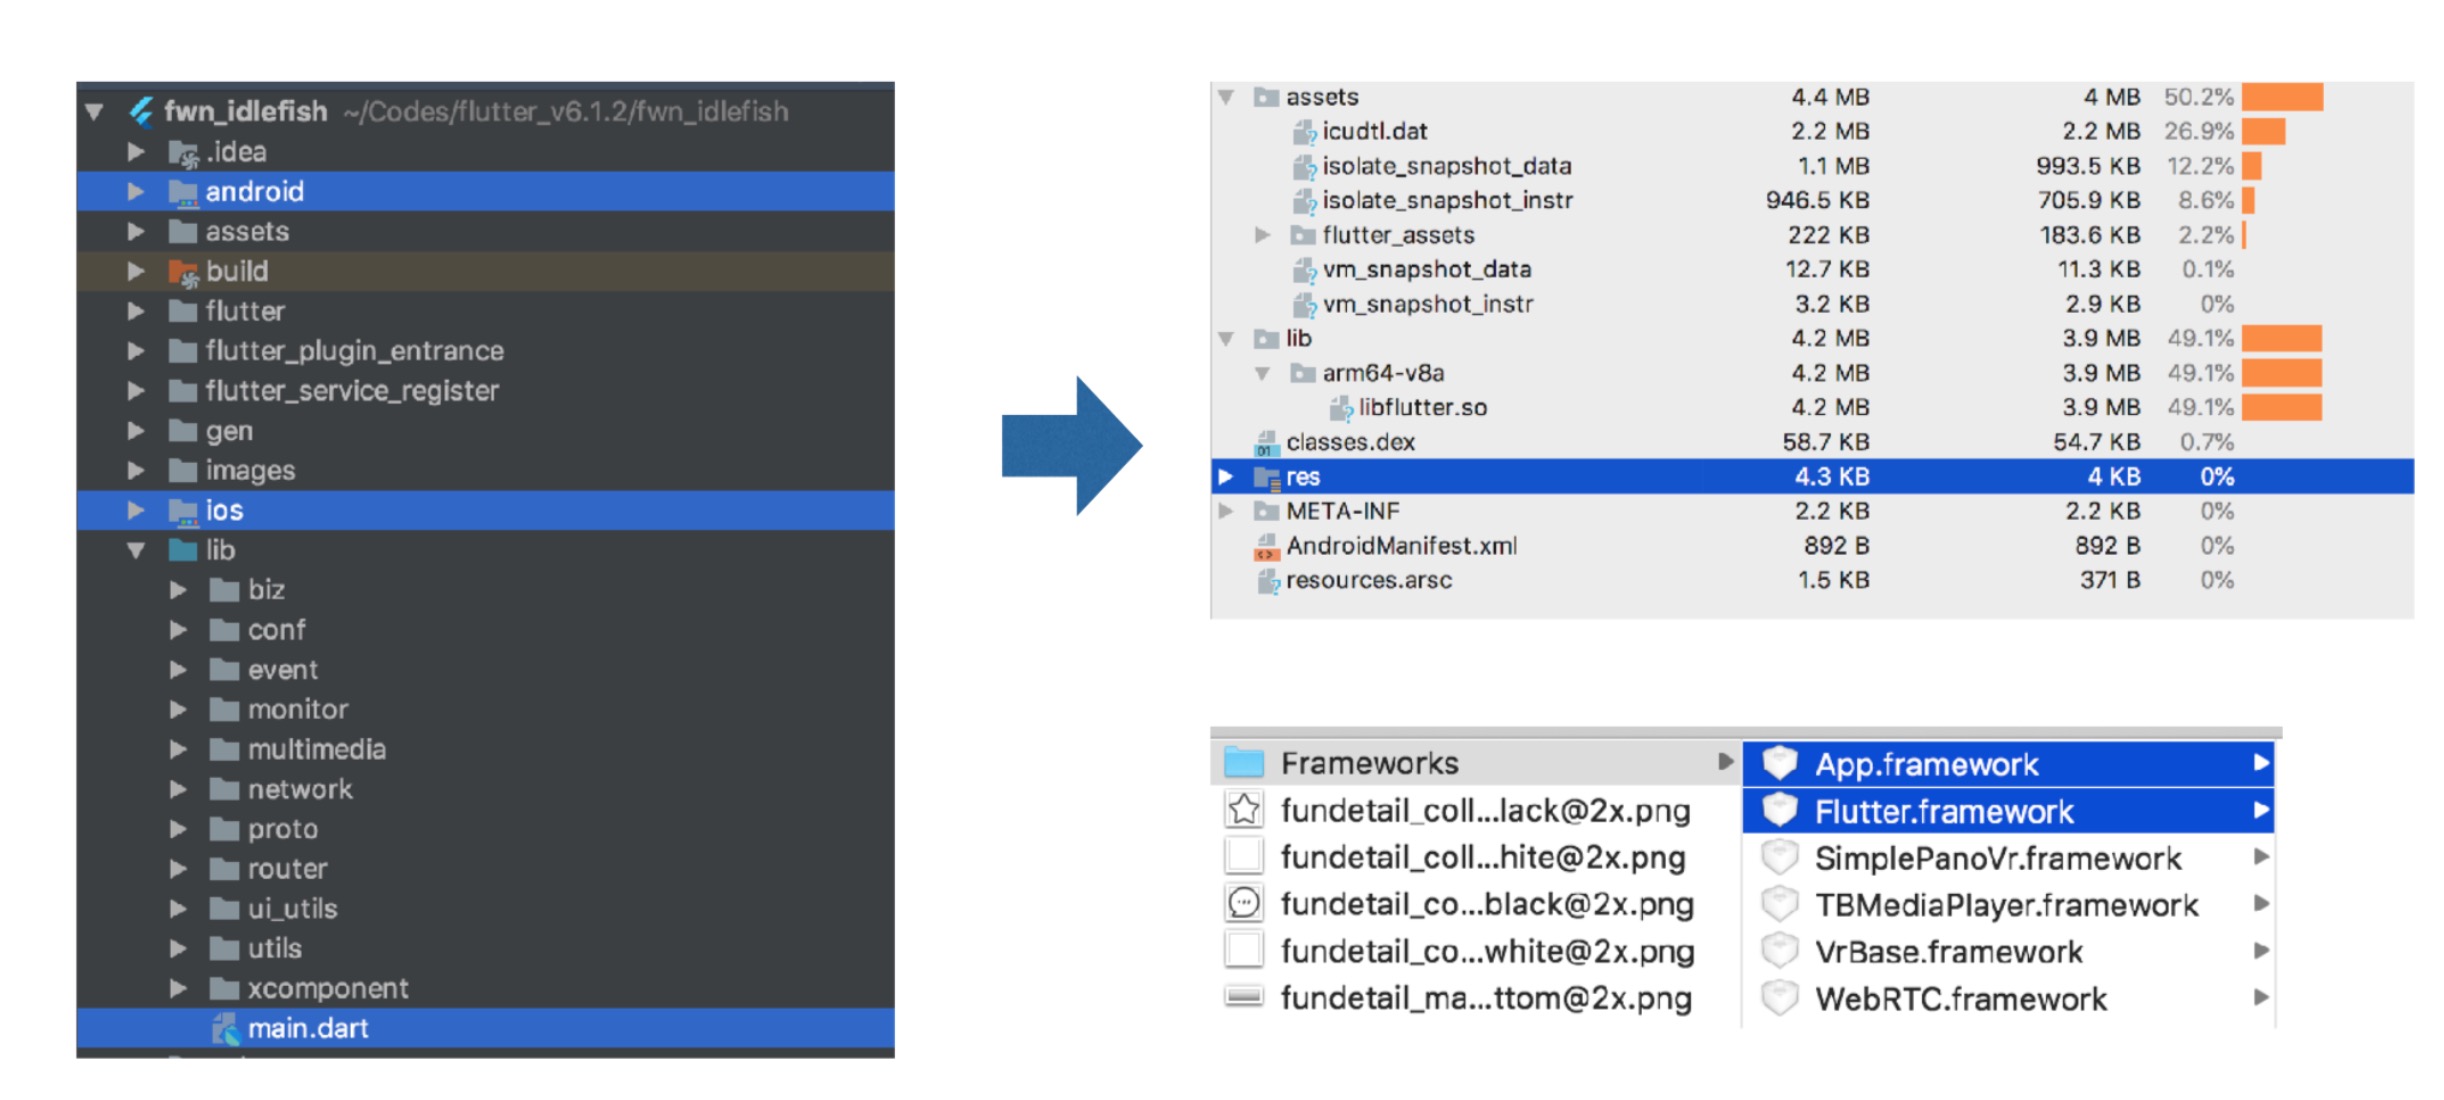 fwn_idlefish ~/Codes/flutter_v6.1.2/fwn_idlefish
.idea
android
assets
build
flutter
flutter_plugin_entrance
flutter_service_register
gen
images
ios
lib
biz
conf
event
monitor
multimedia
network
proto
router
ui_utils
utils
xcomponent
main.dart
assets 4.4 MB 4 MB 50.2%
icudtl.dat 2.2 MB 2.2 MB 26.9%
isolate_snapshot_data 1.1 MB 993.5 KB 12.2%
isolate_snapshot_instr 946.5 KB 705.9 KB 8.6%
flutter_assets 222 KB 183.6 KB 2.2%
vm_snapshot_data 12.7 KB 11.3 KB 0.1%
vm_snapshot_instr 3.2 KB 2.9 KB 0%
lib 4.2 MB 3.9 MB 49.1%
arm64-v8a 4.2 MB 3.9 MB 49.1%
libflutter.so 4.2 MB 3.9 MB 49.1%
classes.dex 58.7 KB 54.7 KB 0.7%
res 4.3 KB 4 KB 0%
META-INF 2.2 KB 2.2 KB 0%
AndroidManifest.xml 892 B 892 B 0%
resources.arsc 1.5 KB 371 B 0%
Frameworks
fundetail_coll...lack@2x.png
fundetail_coll...hite@2x.png
fundetail_co...black@2x.png
fundetail_co...white@2x.png
fundetail_ma...ttom@2x.png
App.framework
Flutter.framework
SimplePanoVr.framework
TBMediaPlayer.framework
VrBase.framework
WebRTC.framework